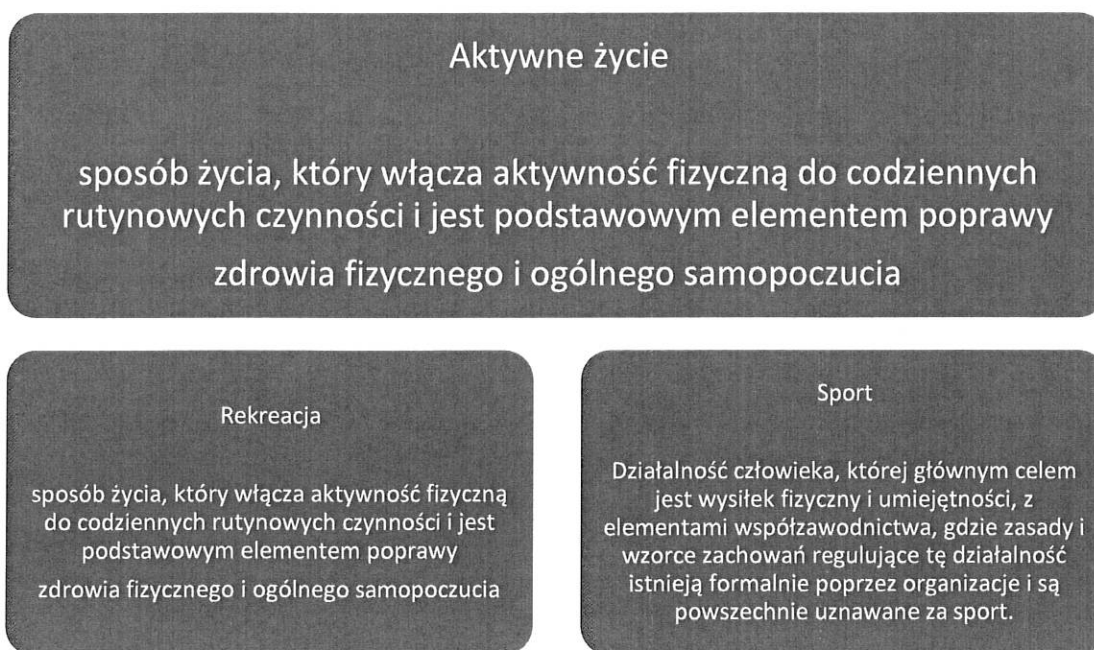 Aktywne życie
sposób życia, który włącza aktywność fizyczną do codziennych
rutynowych czynności i jest podstawowym elementem poprawy
zdrowia fizycznego i ogólnego samopoczucia
Rekreacja
sposób życia, który włącza aktywność fizyczną
do codziennych rutynowych czynności i jest
podstawowym elementem poprawy
zdrowia fizycznego i ogólnego samopoczucia
Sport
Działalność człowieka, której głównym celem
jest wysiłek fizyczny i umiejętności, z
elementami współzawodnictwa, gdzie zasady i
wzorce zachowań regulujące tę działalność
istnieją formalnie poprzez organizacje i są
powszechnie uznawane za sport.